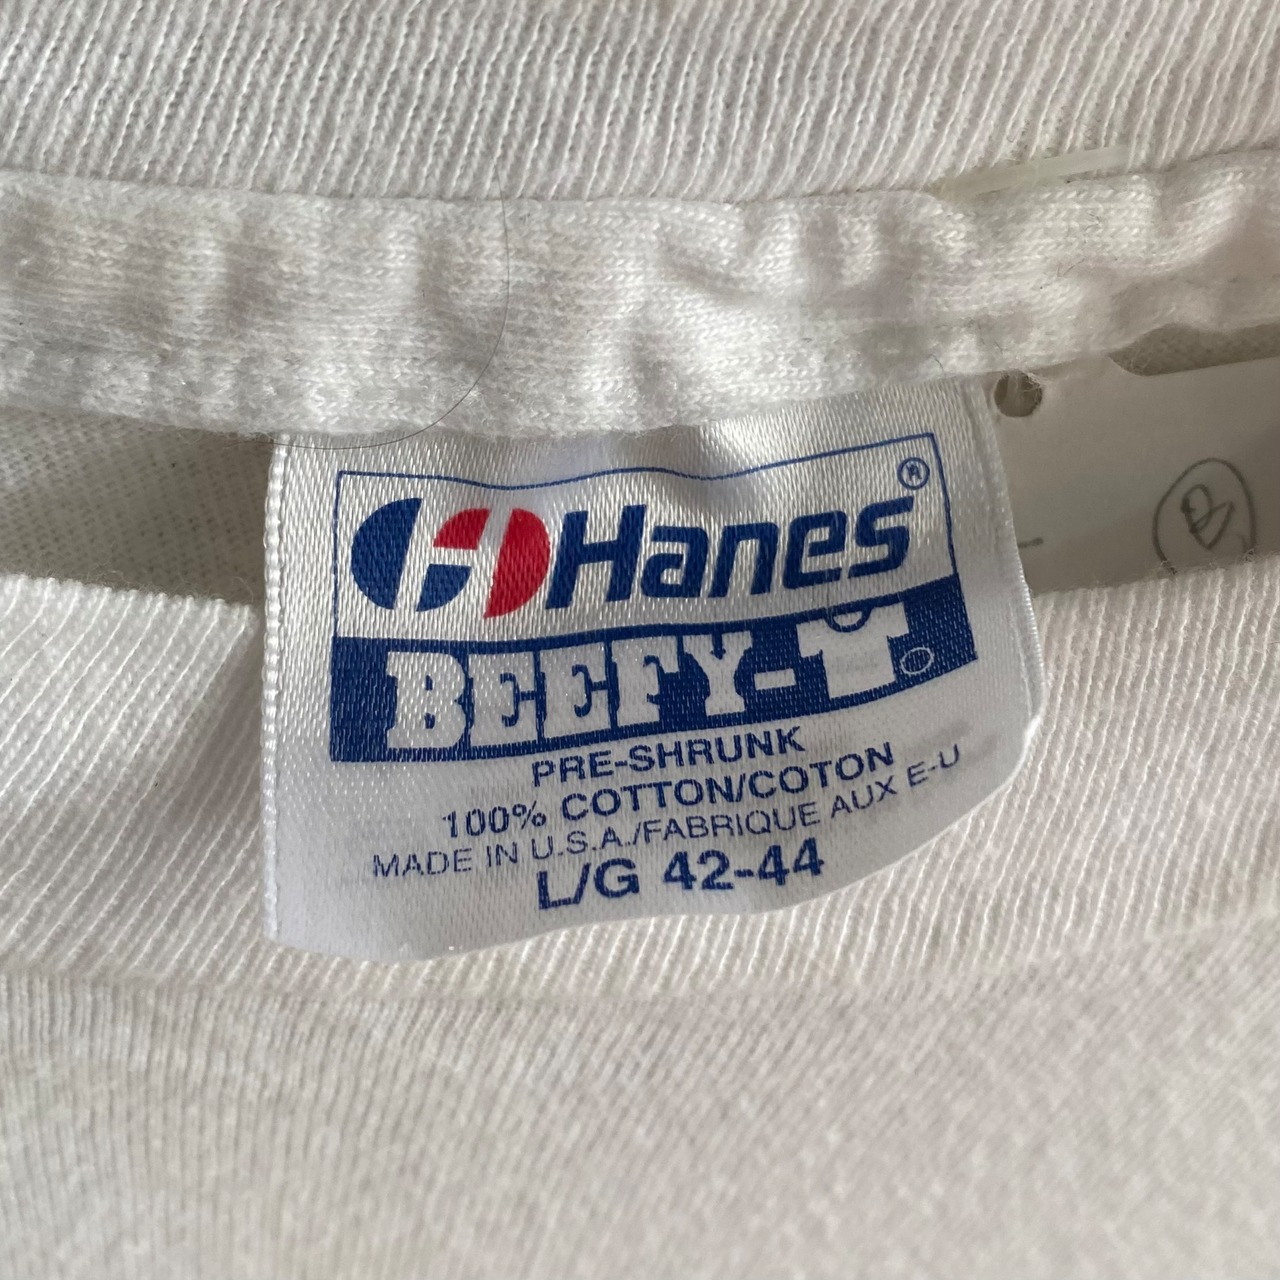 Hanes®
BEEFY-T
PRE-SHRUNK
100% COTTON/COTON
MADE IN U.S.A./FABRIQUE AUX E-U
L/G 42-44